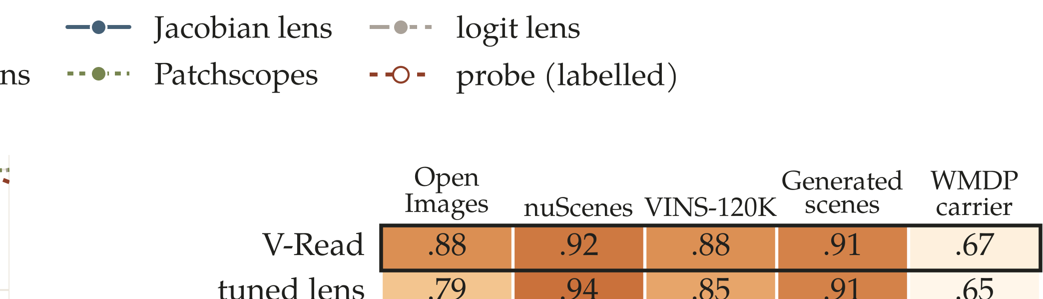 Jacobian lens logit lens
ns Patchscopes probe (labelled)
Open Images nuScenes VINS-120K Generated scenes WMDP carrier
V-Read .88 .92 .88 .91 .67
tuned lens .79 .94 .85 .91 .65